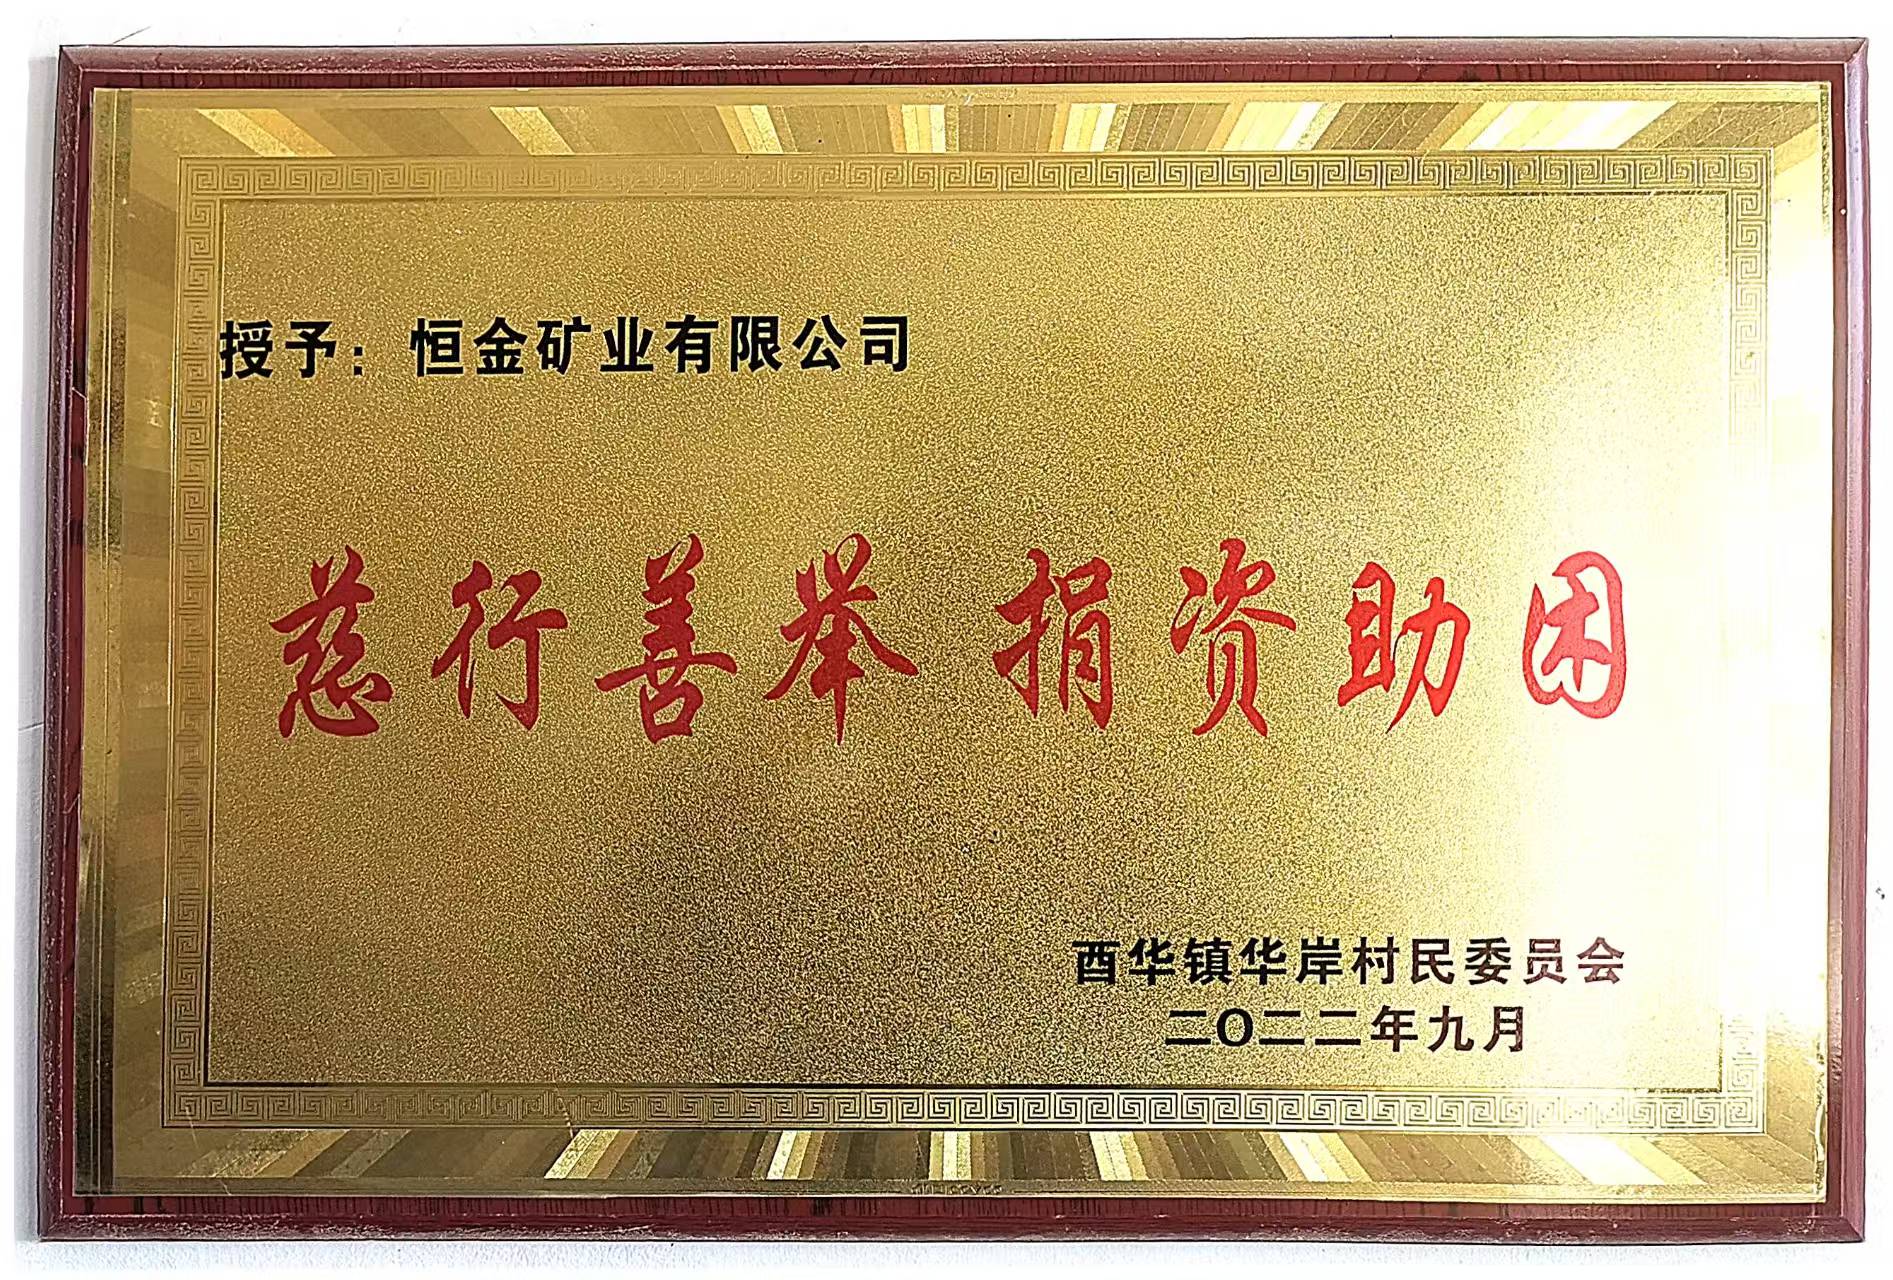 授予：恒金矿业有限公司
慈行善举 捐资助困
酉华镇华岸村民委员会
二〇二二年九月